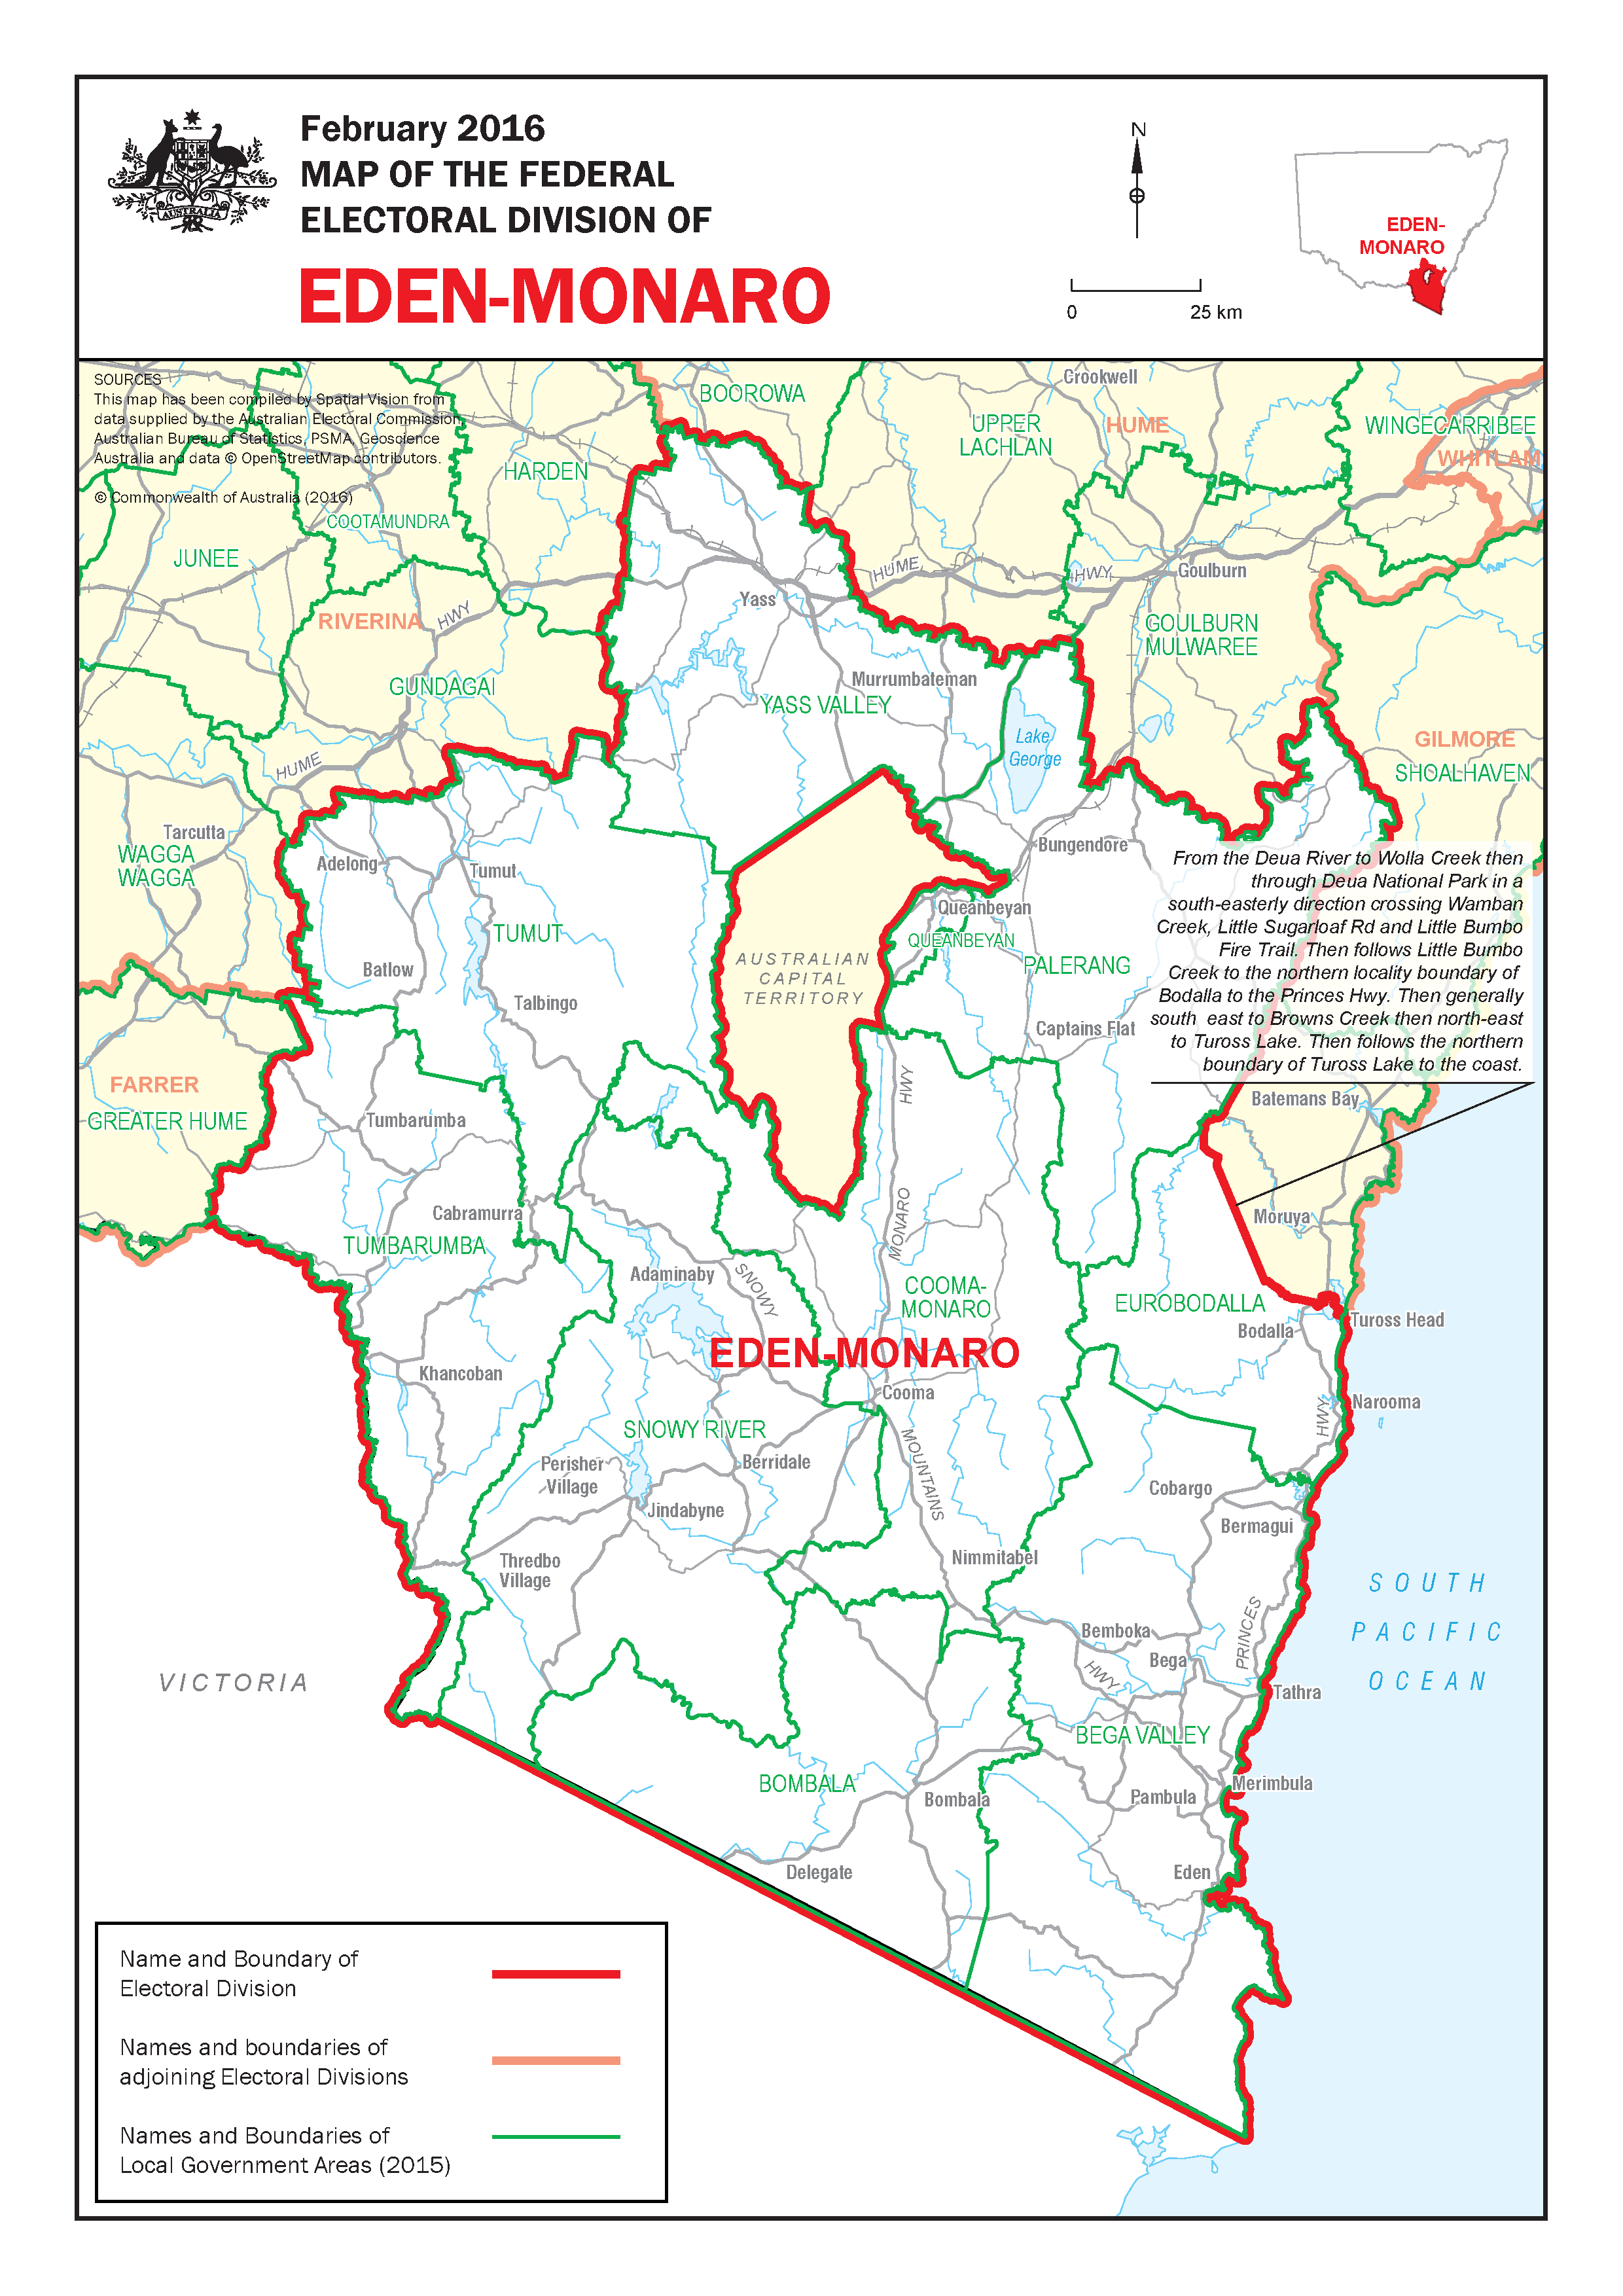 February 2016
MAP OF THE FEDERAL
ELECTORAL DIVISION OF
EDEN-MONARO
AUSTRALIA
N
0 25 km
EDEN-
MONARO
SOURCES
This map has been compiled by Spatial Vision from
data supplied by the Australian Electoral Commission,
Australian Bureau of Statistics, PSMA, Geoscience
Australia and data © OpenStreetMap contributors.
© Commonwealth of Australia (2016)
BOOROWA
Crookwell
UPPER
LACHLAN
HUME
WINGECARRIBEE
WHITLAM
HARDEN
COOTAMUNDRA
JUNEE
HUME
HWY
Goulburn
Yass
RIVERINA
HWY
GOULBURN
MULWAREE
GUNDAGAI
Murrumbateman
YASS VALLEY
Lake
George
GILMORE
SHOALHAVEN
HUME
Tarcutta
WAGGA
WAGGA
Adelong
Tumut
Bungendore
From the Deua River to Wolla Creek then
through Deua National Park in a
south-easterly direction crossing Wamban
Creek, Little Sugarloaf Rd and Little Bumbo
Fire Trail. Then follows Little Bumbo
Creek to the northern locality boundary of
Bodalla to the Princes Hwy. Then generally
south east to Browns Creek then north-east
to Tuross Lake. Then follows the northern
boundary of Tuross Lake to the coast.
Queanbeyan
QUEANBEYAN
TUMUT
AUSTRALIAN
CAPITAL
TERRITORY
PALERANG
Batlow
Talbingo
Captains Flat
FARRER
GREATER HUME
HWY
Batemans Bay
Tumbarumba
Cabramurra
MONARO
Moruya
TUMBARUMBA
Adaminaby
SNOWY
COOMA-
MONARO
EUROBODALLA
Tuross Head
Bodalla
EDEN-MONARO
Khancoban
Cooma
Narooma
HWY
SNOWY RIVER
MOUNTAINS
Perisher
Village
Berridale
Cobargo
Jindabyne
Bermagui
Thredbo
Village
Nimmitabel
SOUTH
PACIFIC
OCEAN
PRINCES
Bemboka
Bega
HWY
VICTORIA
Tathra
BEGA VALLEY
BOMBALA
Bombala
Merimbula
Pambula
Delegate
Eden
Name and Boundary of
Electoral Division
Names and boundaries of
adjoining Electoral Divisions
Names and Boundaries of
Local Government Areas (2015)